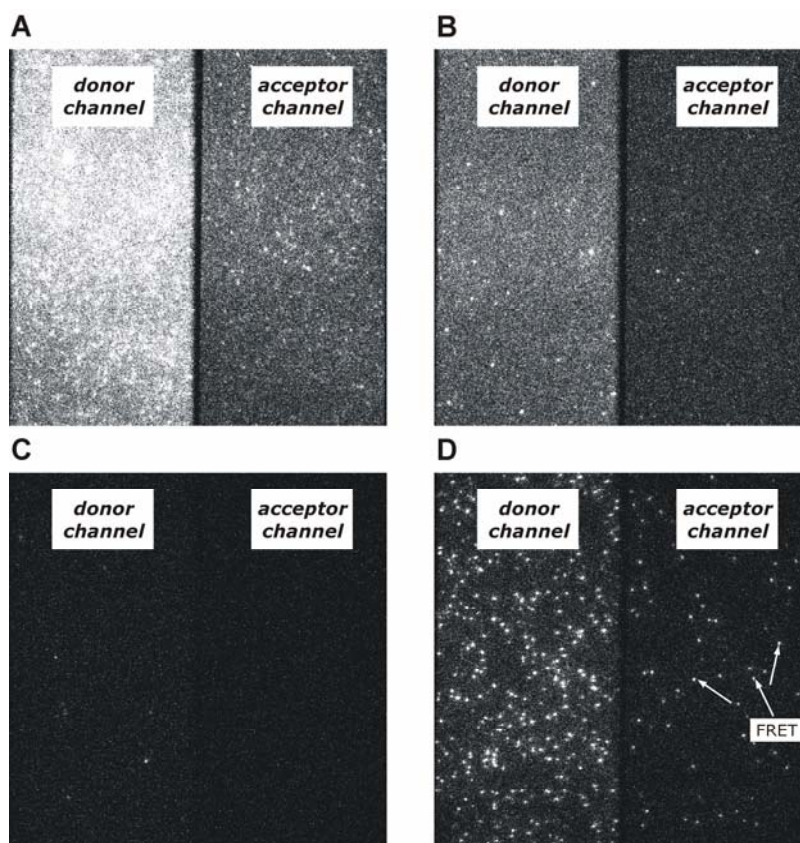 A
donor
channel
acceptor
channel
B
donor
channel
acceptor
channel
C
donor
channel
acceptor
channel
D
donor
channel
acceptor
channel
FRET